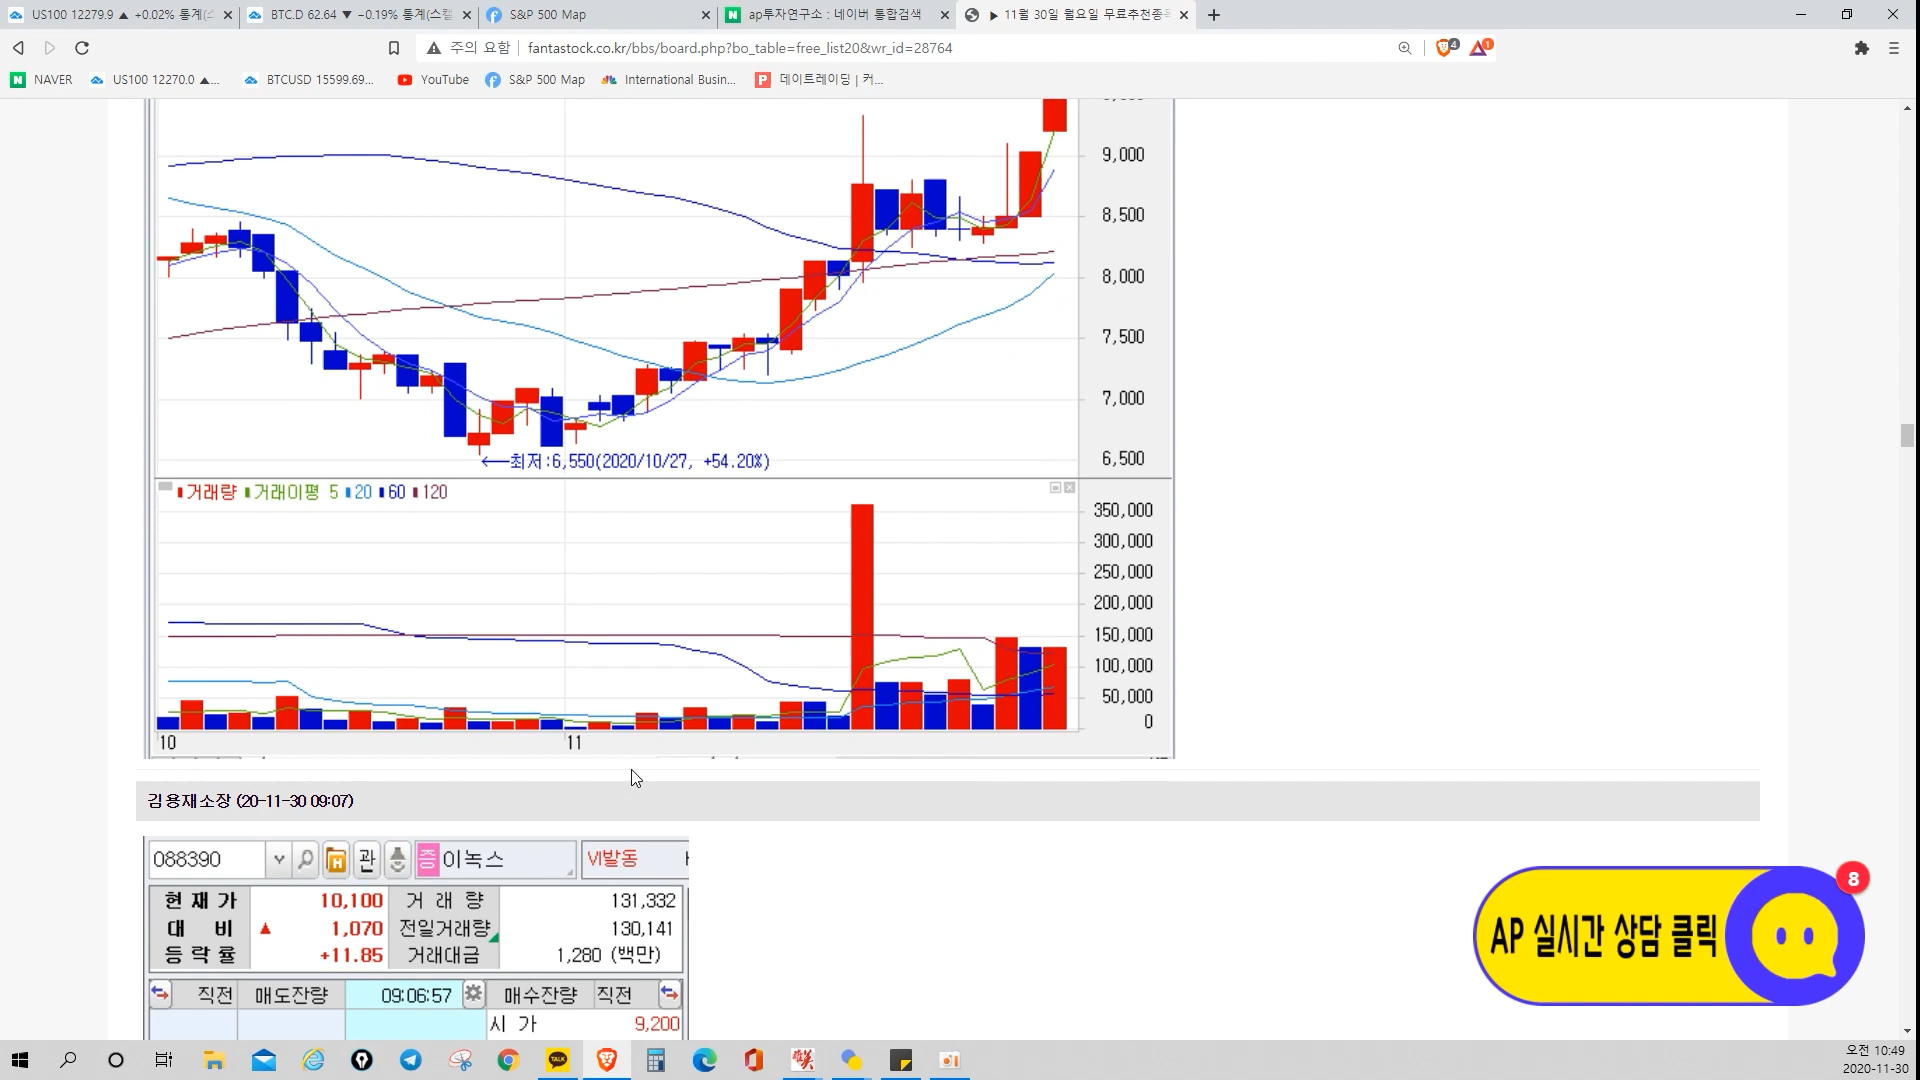 US100 12279.9 ▲ +0.02% 통계(스
BTC.D 62.64 ▼ −0.19% 통계(스캘
S&P 500 Map
ap투자연구소 : 네이버 통합검색
▶ 11월 30일 월요일 무료추천종목
주의 요함
fantastock.co.kr/bbs/board.php?bo_table=free_list20&wr_id=28764
4
1
NAVER
US100 12270.0 ▲...
BTCUSD 15599.69...
YouTube
S&P 500 Map
International Busin...
데이트레이딩 | 커...
9,000
8,500
8,000
7,500
7,000
6,500
←최저:6,550(2020/10/27, +54.20%)
거래량 거래이평 5 20 60 120
350,000
300,000
250,000
200,000
150,000
100,000
50,000
0
10
11
김용재소장 (20-11-30 09:07)
088390
관
증 이녹스
VI발동
현재가 10,100 거래량 131,332
대비 ▲ 1,070 전일거래량 130,141
등락률 +11.85 거래대금 1,280 (백만)
직전 매도잔량 09:06:57 매수잔량 직전
시가 9,200
AP 실시간 상담 클릭
8
TALK
오전 10:49
2020-11-30